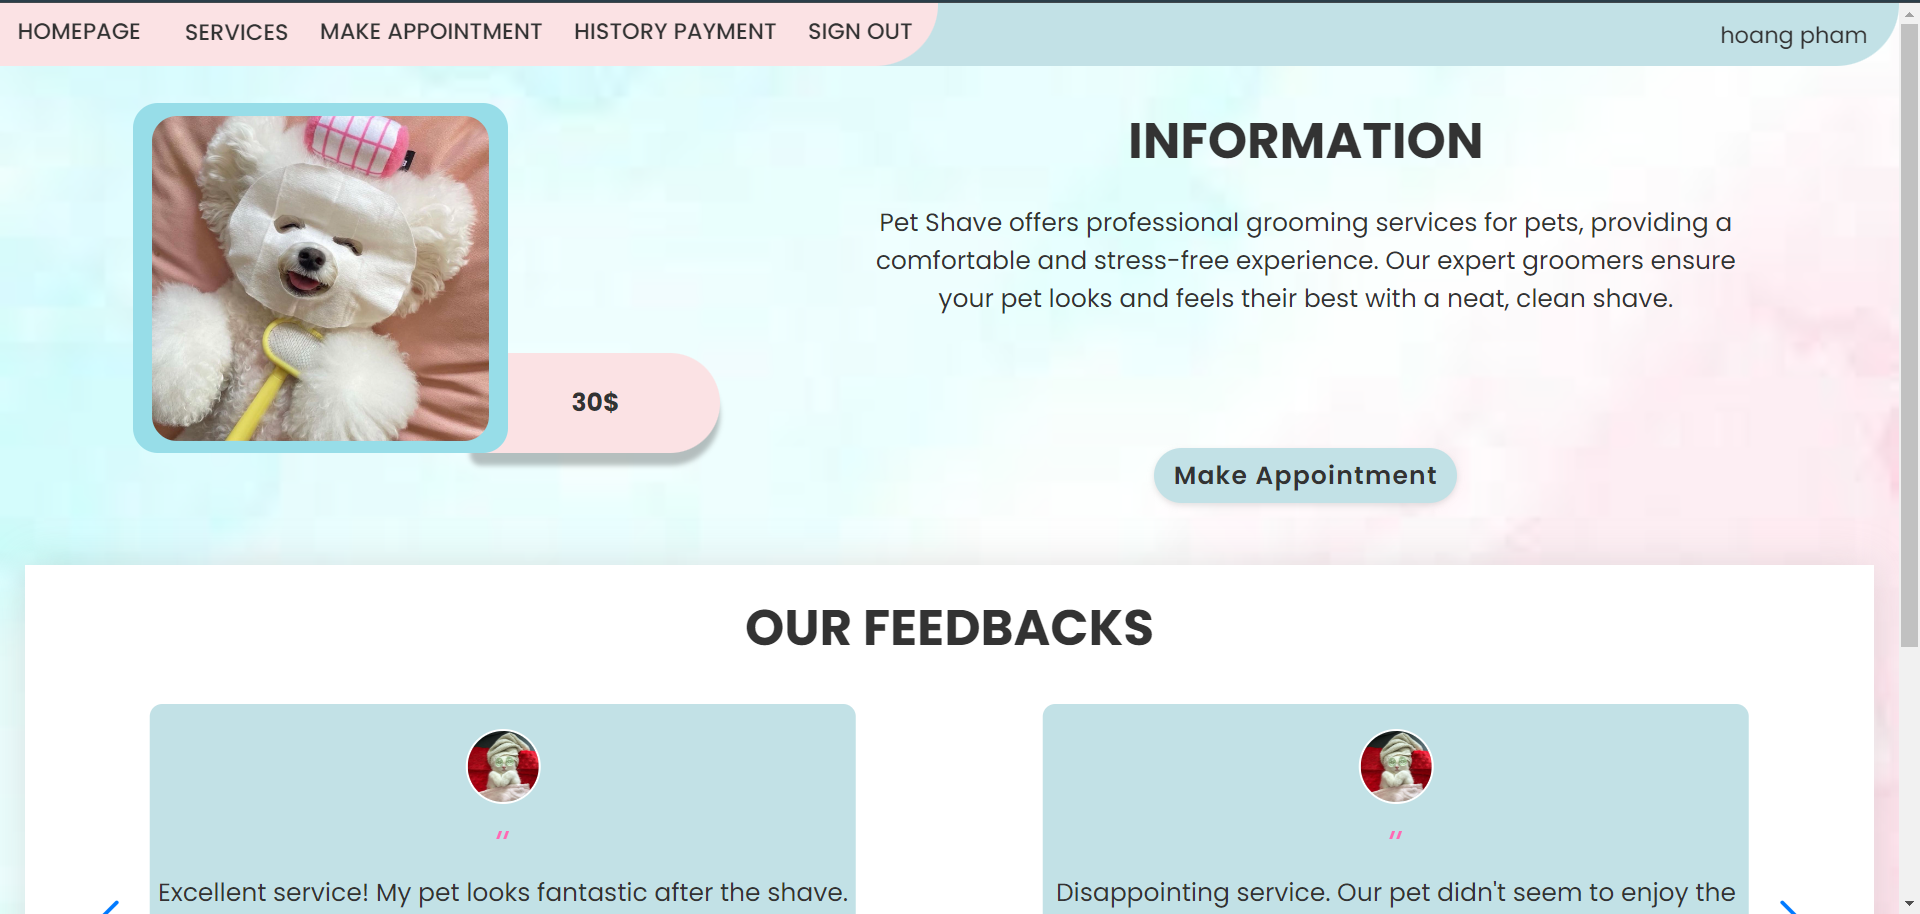 HOMEPAGE SERVICES MAKE APPOINTMENT HISTORY PAYMENT SIGN OUT hoang pham
INFORMATION
Pet Shave offers professional grooming services for pets, providing a
comfortable and stress-free experience. Our expert groomers ensure
your pet looks and feels their best with a neat, clean shave.
30$
Make Appointment
OUR FEEDBACKS
“
Excellent service! My pet looks fantastic after the shave.
“
Disappointing service. Our pet didn't seem to enjoy the